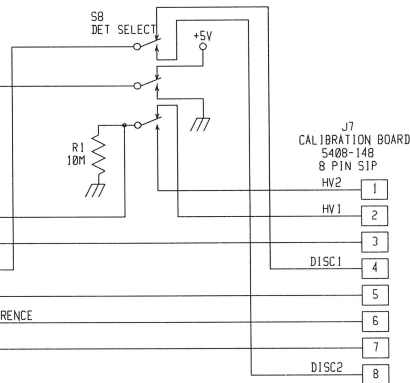 S8
DET SELECT
+5V
R1
10M
J7
CALIBRATION BOARD
5408-148
8 PIN SIP
HV2
1
HV1
2
3
DISC1
4
5
RENCE
6
7
DISC2
8